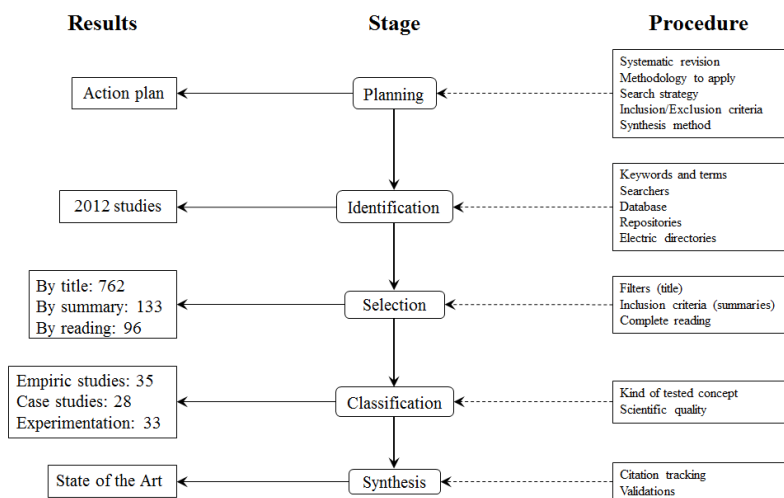 Results Stage Procedure
Action plan
Planning
Systematic revision
Methodology to apply
Search strategy
Inclusion/Exclusion criteria
Synthesis method
2012 studies
Identification
Keywords and terms
Searchers
Database
Repositories
Electric directories
By title: 762
By summary: 133
By reading: 96
Selection
Filters (title)
Inclusion criteria (summaries)
Complete reading
Empiric studies: 35
Case studies: 28
Experimentation: 33
Classification
Kind of tested concept
Scientific quality
State of the Art
Synthesis
Citation tracking
Validations